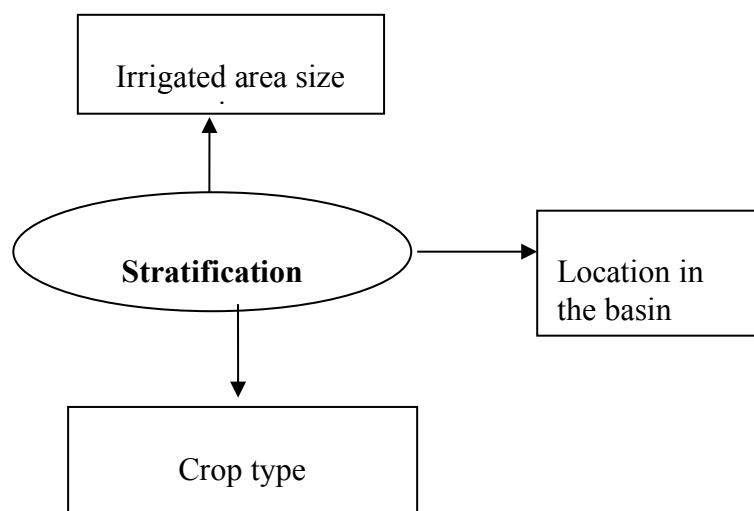 Irrigated area size
Stratification
Location in
the basin
Crop type